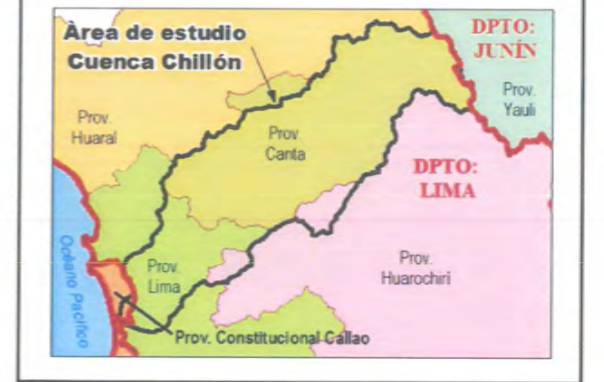 Àrea de estudio
Cuenca Chillón
DPTO:
JUNÍN
Prov.
Yauli
Prov.
Huaral
Prov.
Canta
DPTO:
LIMA
Prov.
Huarochirí
Prov.
Lima
Océano Pacífico
Prov. Constitucional Callao